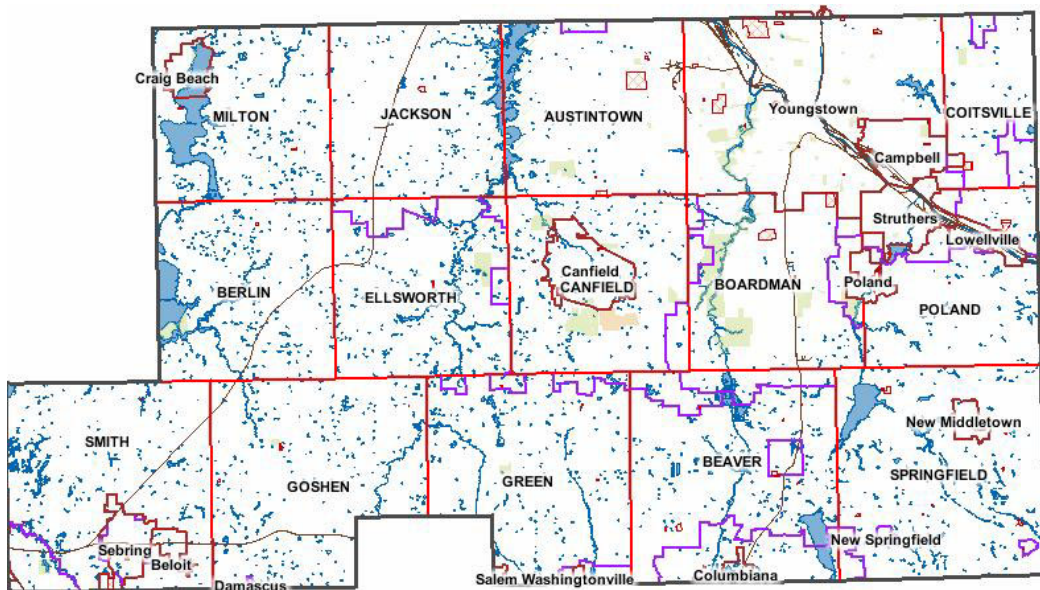 Craig Beach
MILTON
JACKSON
AUSTINTOWN
Youngstown
COITSVILLE
Campbell
Struthers
Lowellville
BERLIN
ELLSWORTH
Canfield
CANFIELD
BOARDMAN
Poland
POLAND
SMITH
GOSHEN
GREEN
BEAVER
New Middletown
SPRINGFIELD
Sebring
Beloit
New Springfield
Damascus
Salem Washingtonville
Columbiana